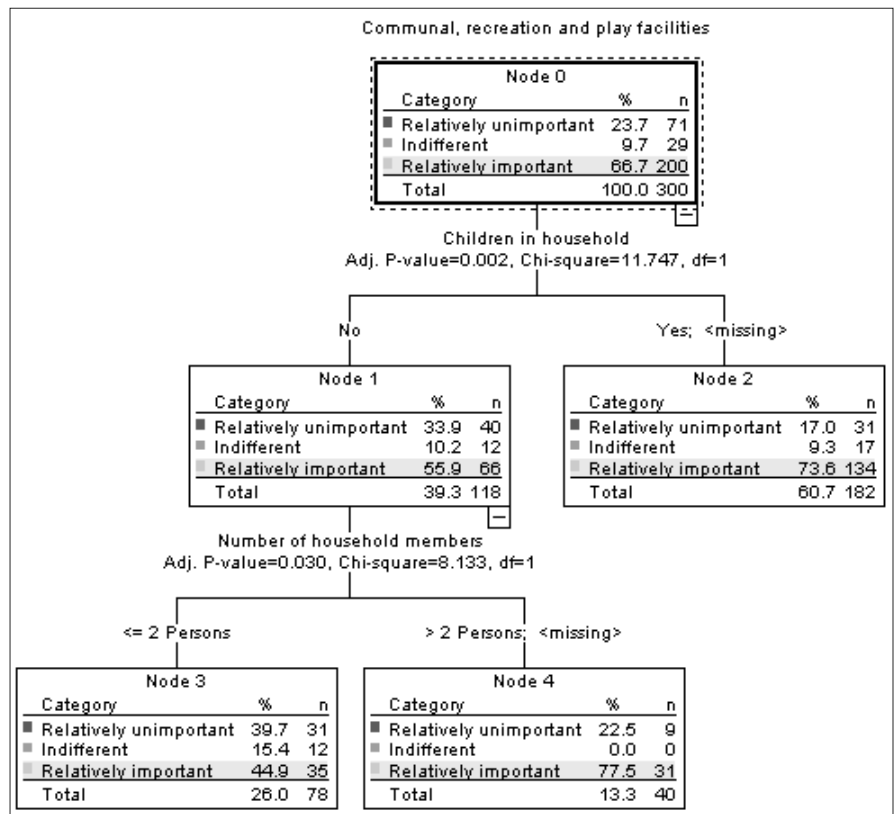 Communal, recreation and play facilities
Node 0
Category % n
Relatively unimportant 23.7 71
Indifferent 9.7 29
Relatively important 66.7 200
Total 100.0 300
Children in household
Adj. P-value=0.002, Chi-square=11.747, df=1
No
Yes; <missing>
Node 1
Category % n
Relatively unimportant 33.9 40
Indifferent 10.2 12
Relatively important 55.9 66
Total 39.3 118
Node 2
Category % n
Relatively unimportant 17.0 31
Indifferent 9.3 17
Relatively important 73.6 134
Total 60.7 182
Number of household members
Adj. P-value=0.030, Chi-square=8.133, df=1
<= 2 Persons
> 2 Persons; <missing>
Node 3
Category % n
Relatively unimportant 39.7 31
Indifferent 15.4 12
Relatively important 44.9 35
Total 26.0 78
Node 4
Category % n
Relatively unimportant 22.5 9
Indifferent 0.0 0
Relatively important 77.5 31
Total 13.3 40